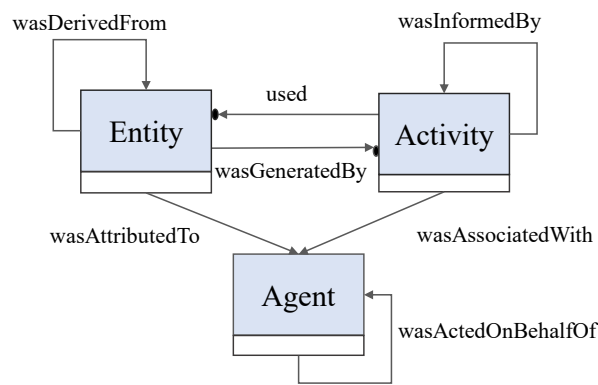 wasDerivedFrom
wasInformedBy
used
Entity
Activity
wasGeneratedBy
wasAttributedTo
wasAssociatedWith
Agent
wasActedOnBehalfOf